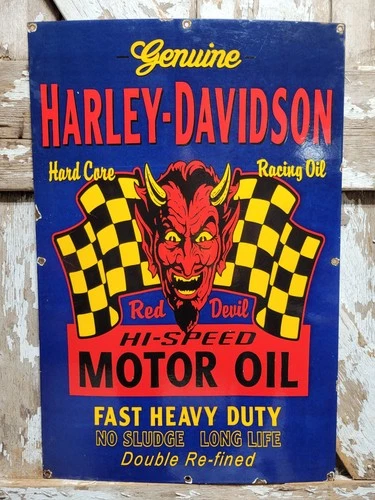 Genuine
HARLEY-DAVIDSON
Hard Core Racing Oil
Red Devil
HI-SPEED
MOTOR OIL
FAST HEAVY DUTY
NO SLUDGE LONG LIFE
Double Re-fined